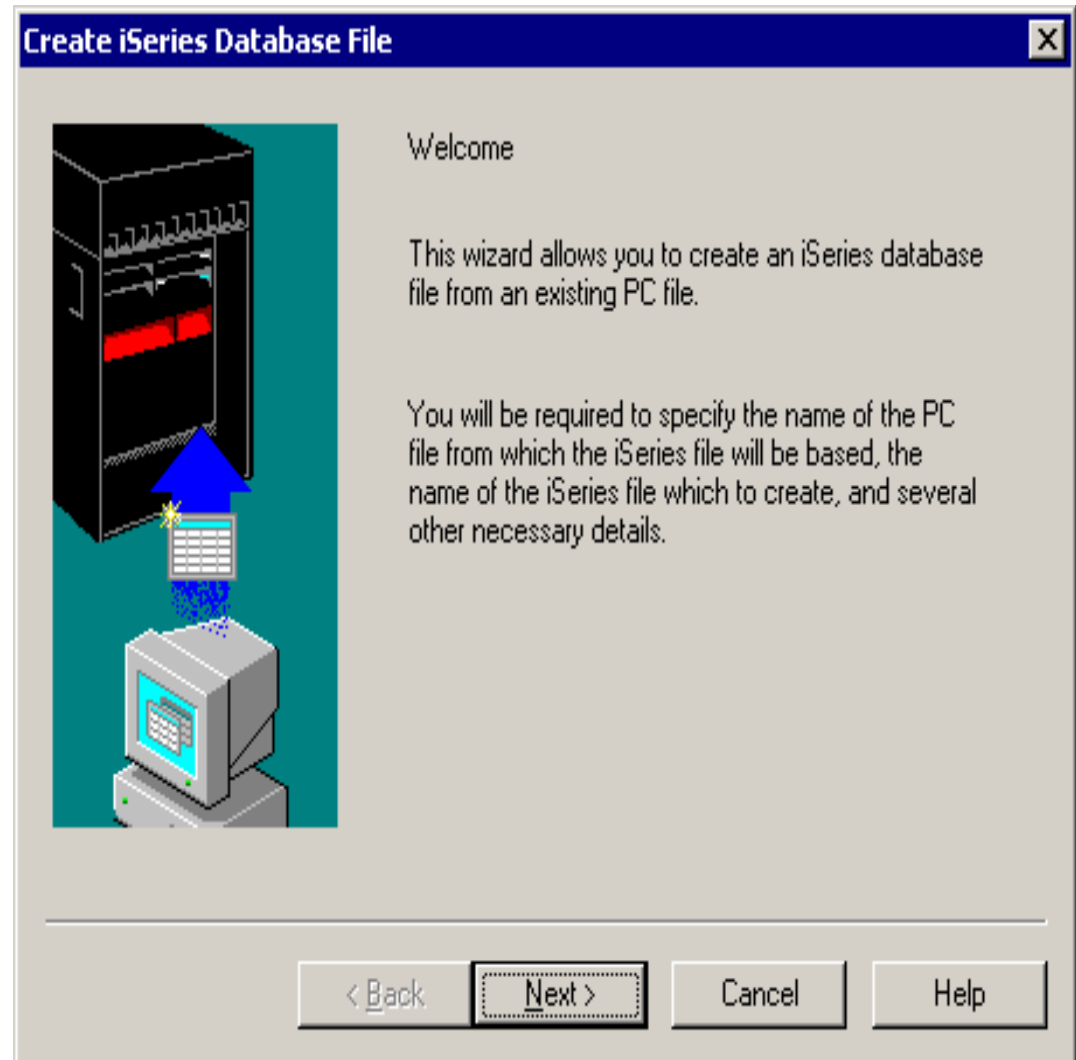 Create iSeries Database File
Welcome
This wizard allows you to create an iSeries database
file from an existing PC file.
You will be required to specify the name of the PC
file from which the iSeries file will be based, the
name of the iSeries file which to create, and several
other necessary details.
< Back
Next >
Cancel
Help